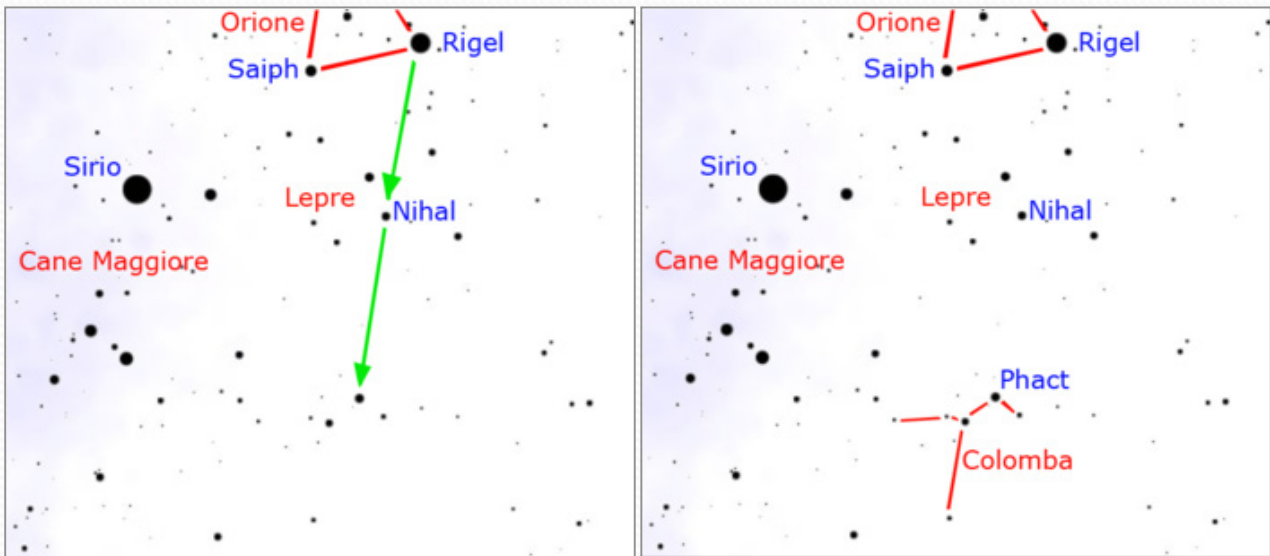 Orione
Rigel
Saiph
Sirio
Lepre
Nihal
Cane Maggiore
Orione
Rigel
Saiph
Sirio
Lepre
Nihal
Cane Maggiore
Phact
Colomba